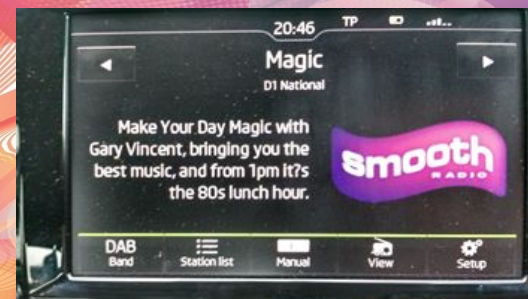 20:46 TP
Magic
D1 National
Make Your Day Magic with
Gary Vincent, bringing you the
best music, and from 1pm it?s
the 80s lunch hour.
smooth
RADIO
DAB
Band
Station list
Manual
View
Setup